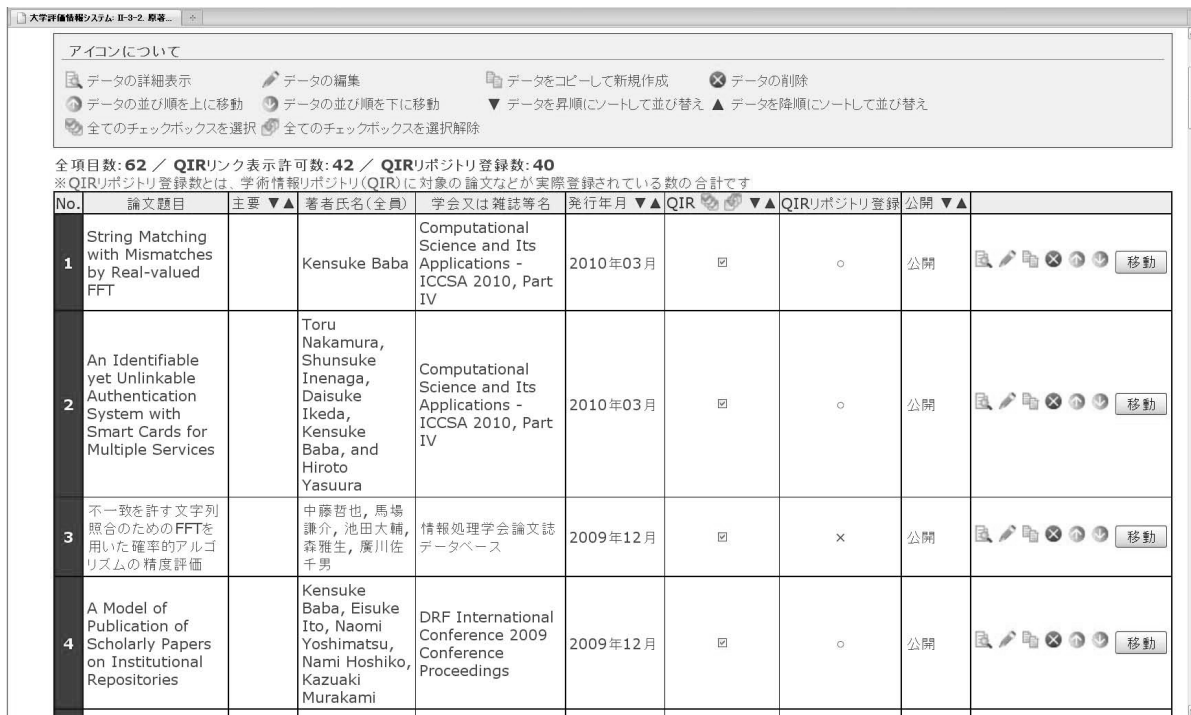 大学評価情報システム: II-3-2. 原著...
アイコンについて
データの詳細表示 データの編集 データをコピーして新規作成 データの削除
データの並び順を上に移動 データの並び順を下に移動 ▼ データを昇順にソートして並び替え ▲ データを降順にソートして並び替え
全てのチェックボックスを選択 全てのチェックボックスを選択解除
全項目数: 62 / QIRリンク表示許可数: 42 / QIRリポジトリ登録数: 40
※QIRリポジトリ登録数とは、学術情報リポジトリ(QIR)に対象の論文などが実際登録されている数の合計です
No. 論文題目 主要 ▼▲ 著者氏名(全員) 学会又は雑誌等名 発行年月 ▼▲ QIR ▼▲ QIRリポジトリ登録 公開 ▼▲
1
String Matching
with Mismatches
by Real-valued
FFT
Kensuke Baba
Computational
Science and Its
Applications -
ICCSA 2010, Part
IV
2010年03月
○
公開
移動
2
An Identifiable
yet Unlinkable
Authentication
System with
Smart Cards for
Multiple Services
Toru
Nakamura,
Shunsuke
Inenaga,
Daisuke
Ikeda,
Kensuke
Baba, and
Hiroto
Yasuura
Computational
Science and Its
Applications -
ICCSA 2010, Part
IV
2010年03月
○
公開
移動
3
不一致を許す文字列
照合のためのFFTを
用いた確率的アルゴ
リズムの精度評価
中藤哲也, 馬場
謙介, 池田大輔,
森雅生, 廣川佐
千男
情報処理学会論文誌
データベース
2009年12月
×
公開
移動
4
A Model of
Publication of
Scholarly Papers
on Institutional
Repositories
Kensuke
Baba, Eisuke
Ito, Naomi
Yoshimatsu,
Nami Hoshiko,
Kazuaki
Murakami
DRF International
Conference 2009
Conference
Proceedings
2009年12月
○
公開
移動